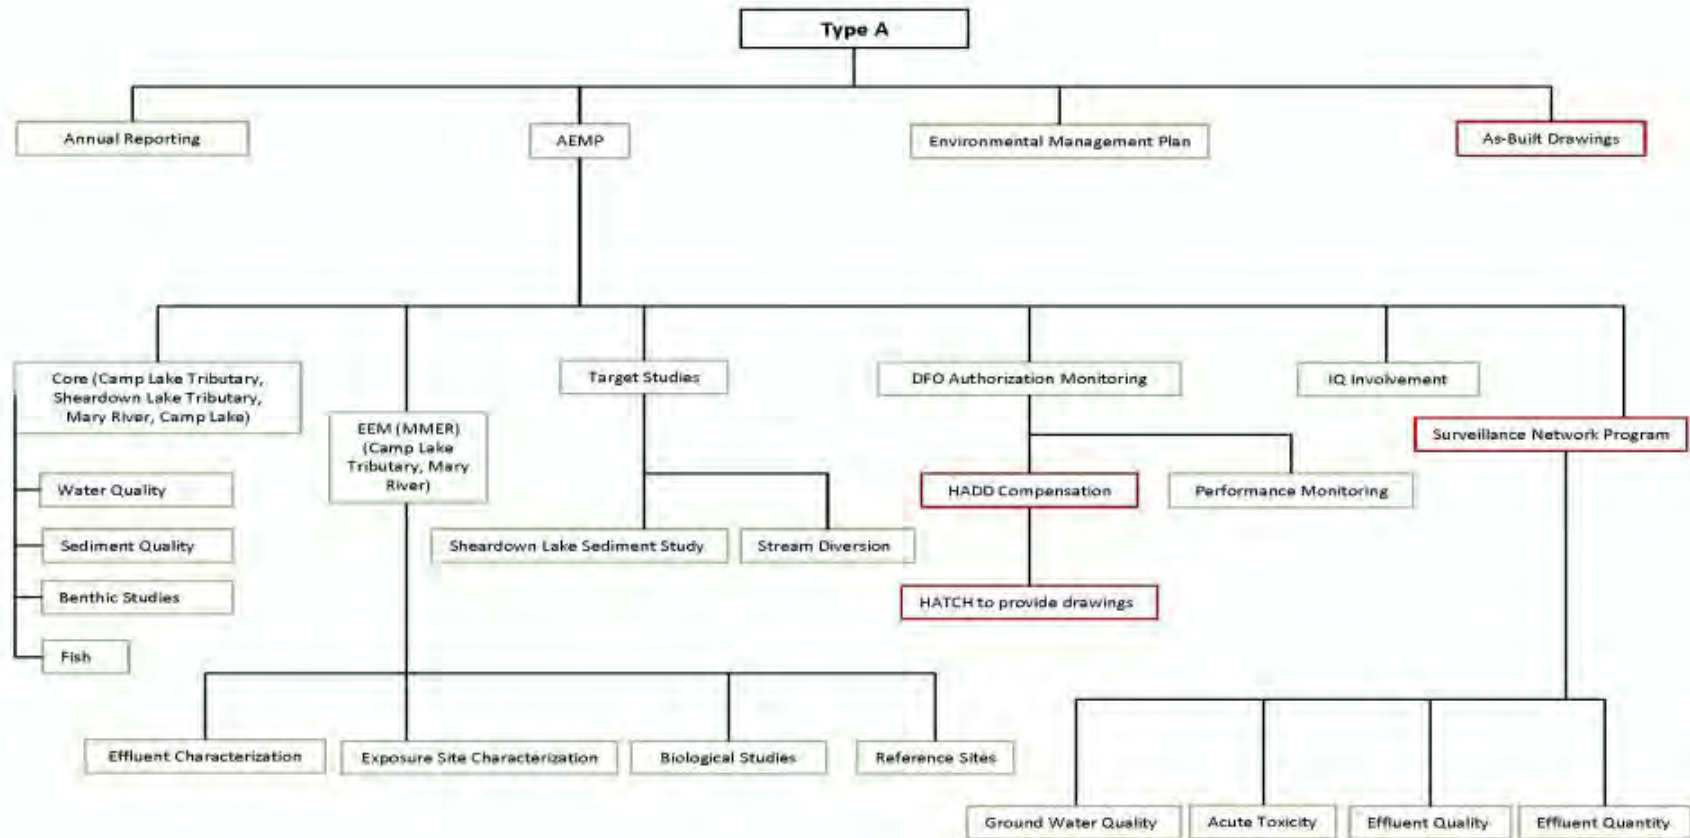 Type A
Annual Reporting
AEMP
Environmental Management Plan
As-Built Drawings
Core (Camp Lake Tributary,
Sheardown Lake Tributary,
Mary River, Camp Lake)
EEM (MMER)
(Camp Lake
Tributary, Mary
River)
Target Studies
DFO Authorization Monitoring
IQ Involvement
Surveillance Network Program
Water Quality
Sediment Quality
Benthic Studies
Fish
Sheardown Lake Sediment Study
Stream Diversion
HADD Compensation
Performance Monitoring
HATCH to provide drawings
Effluent Characterization
Exposure Site Characterization
Biological Studies
Reference Sites
Ground Water Quality
Acute Toxicity
Effluent Quality
Effluent Quantity